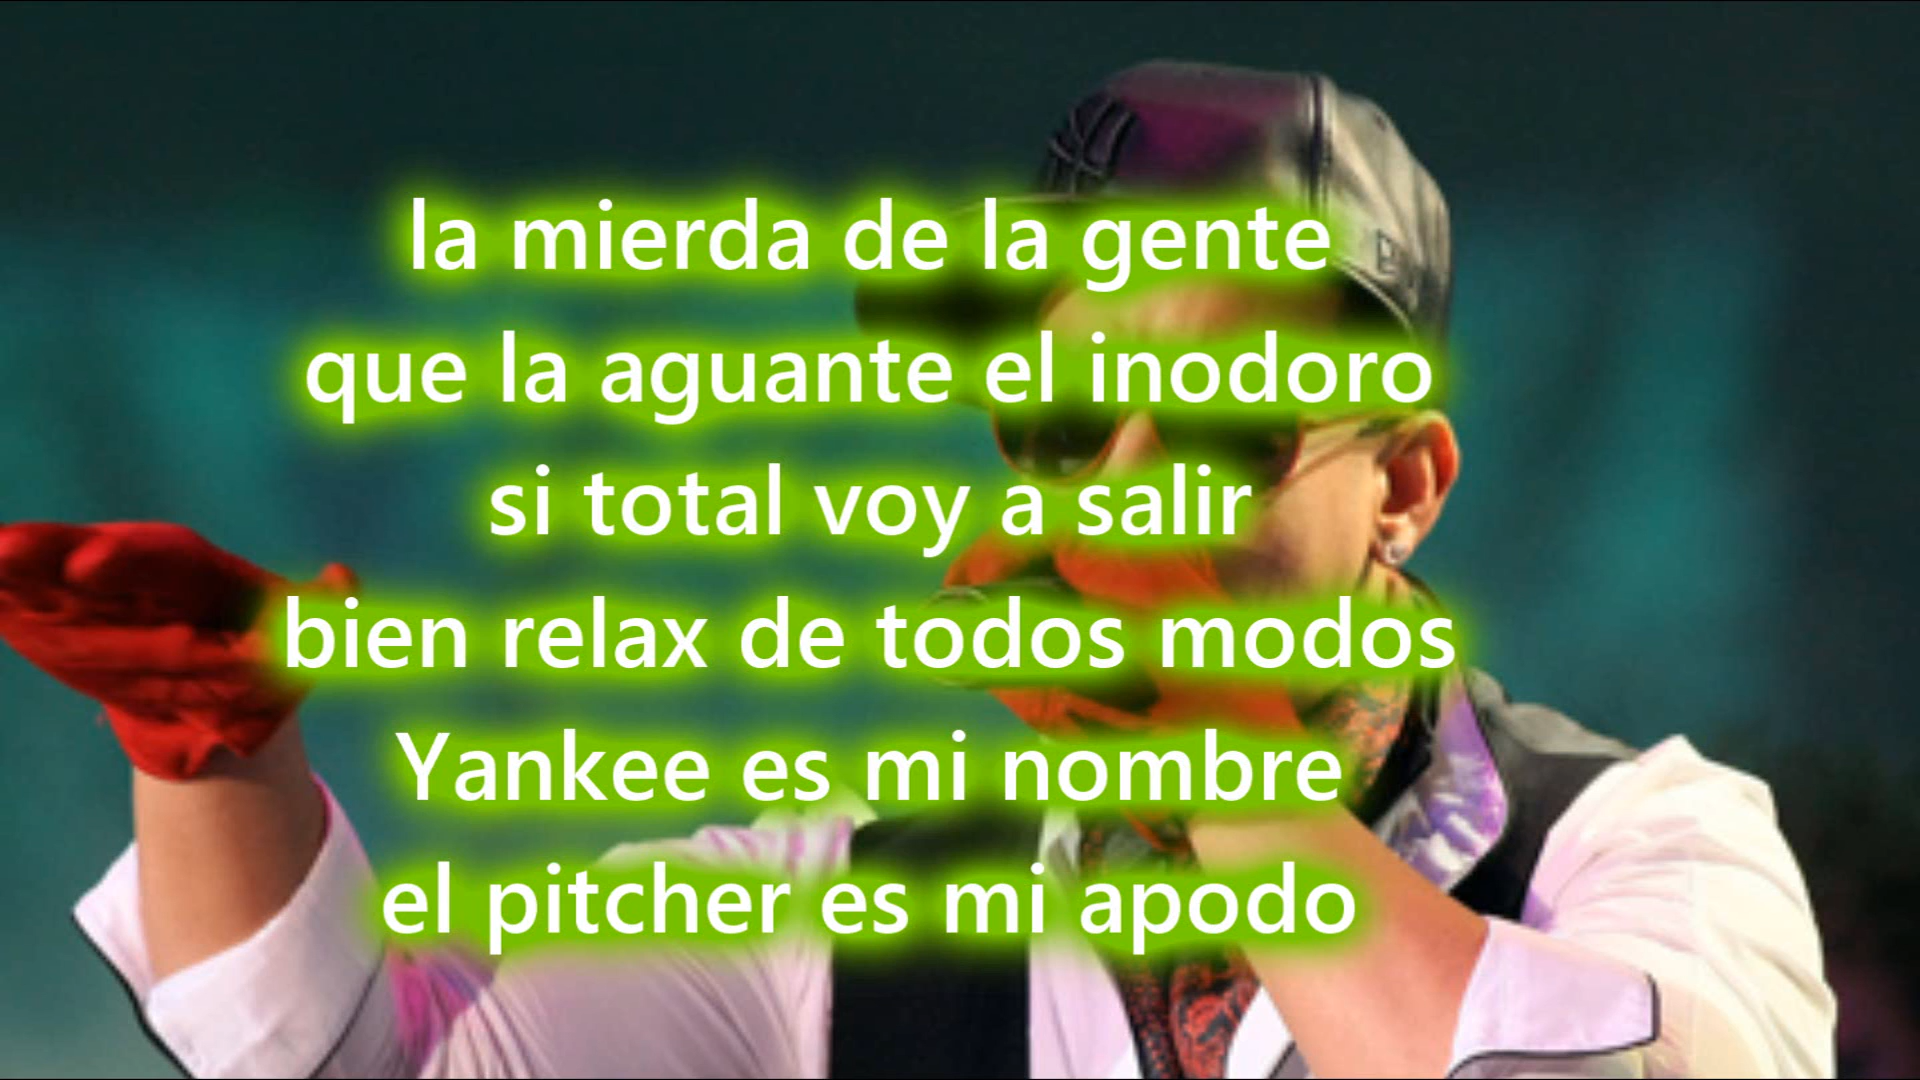 la mierda de la gente
que la aguante el inodoro
si total voy a salir
bien relax de todos modos
Yankee es mi nombre
el pitcher es mi apodo